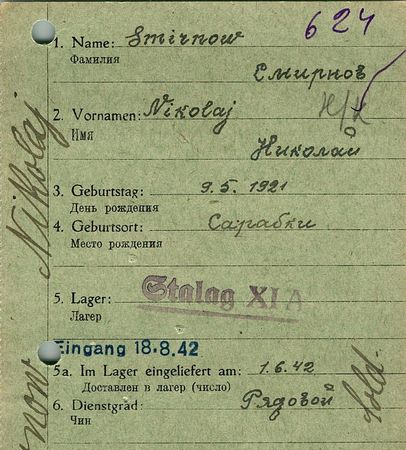 624
1. Name: Smirnow
Фамилия
Смирнов
2. Vornamen: Nikolaj
Имя
Николай
3. Geburtstag: 9.5. 1921
День рождения
4. Geburtsort: Сарабки
Место рождения
5. Lager: Stalag XI A
Лагер
Eingang 18.8.42
5a. Im Lager eingeliefert am: 1.6.42
Доставлен в лагер (число)
6. Dienstgrad: Рядовой
Чин
Nikolaj
now
Sold.